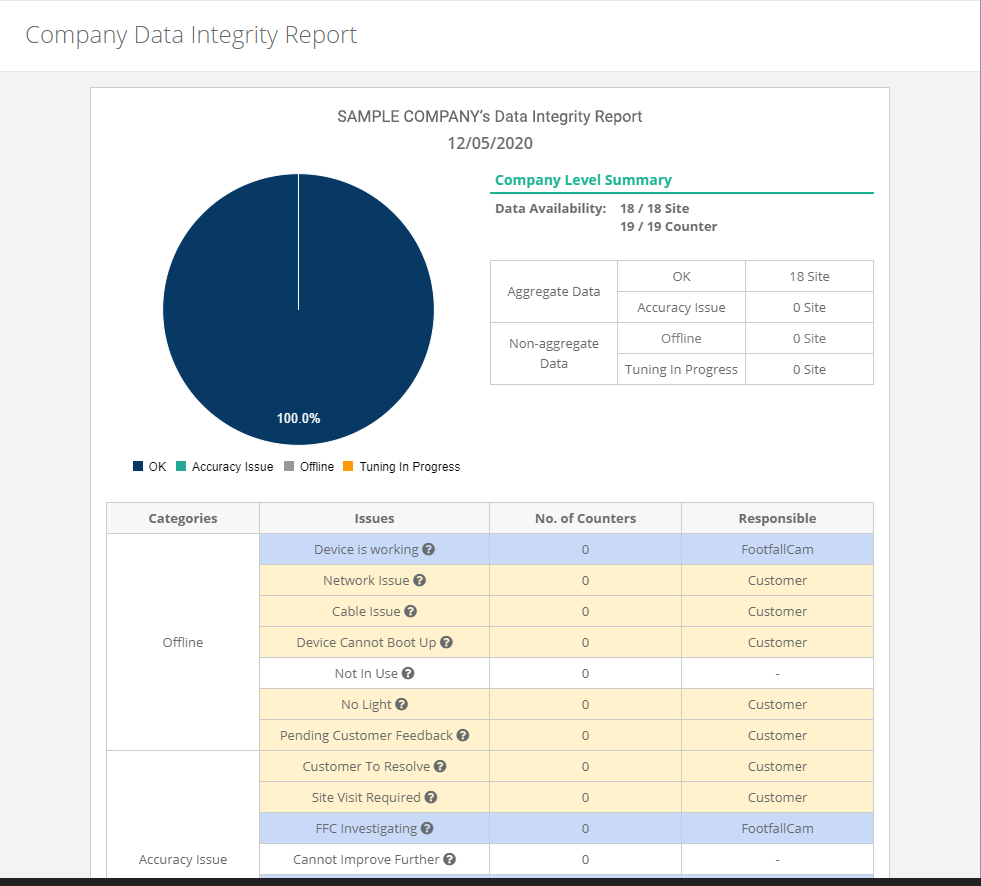 Company Data Integrity Report
SAMPLE COMPANY's Data Integrity Report
12/05/2020
100.0%
OK Accuracy Issue Offline Tuning In Progress
Company Level Summary
Data Availability: 18 / 18 Site
19 / 19 Counter
Aggregate Data OK 18 Site
Accuracy Issue 0 Site
Non-aggregate Data Offline 0 Site
Tuning In Progress 0 Site
Categories Issues No. of Counters Responsible
Offline
Device is working ? 0 FootfallCam
Network Issue ? 0 Customer
Cable Issue ? 0 Customer
Device Cannot Boot Up ? 0 Customer
Not In Use ? 0 -
No Light ? 0 Customer
Pending Customer Feedback ? 0 Customer
Accuracy Issue
Customer To Resolve ? 0 Customer
Site Visit Required ? 0 Customer
FFC Investigating ? 0 FootfallCam
Cannot Improve Further ? 0 -